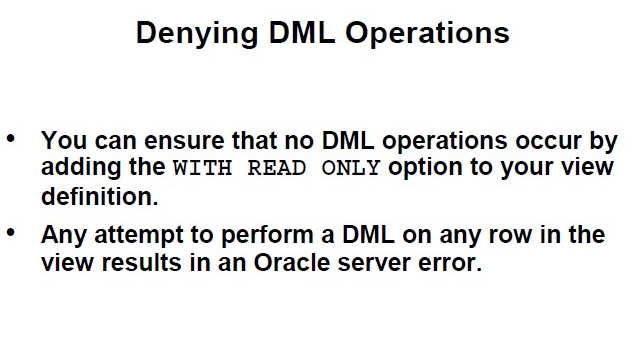 Denying DML Operations
• You can ensure that no DML operations occur by
adding the WITH READ ONLY option to your view
definition.
• Any attempt to perform a DML on any row in the
view results in an Oracle server error.